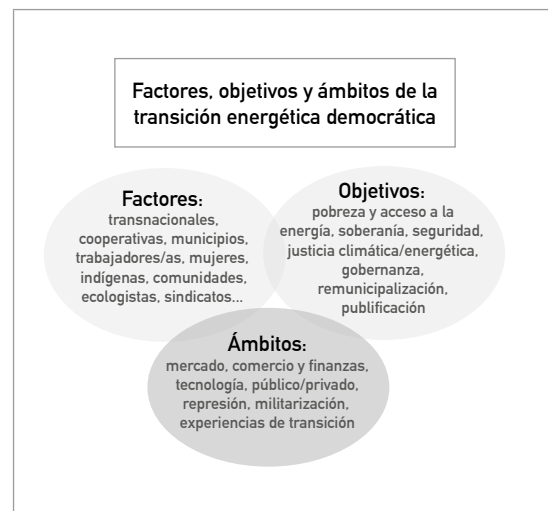 Factores, objetivos y ámbitos de la
transición energética democrática
Factores:
transnacionales,
cooperativas, municipios,
trabajadores/as, mujeres,
indígenas, comunidades,
ecologistas, sindicatos...
Objetivos:
pobreza y acceso a la
energía, soberanía, seguridad,
justicia climática/energética,
gobernanza,
remunicipalización,
publificación
Ámbitos:
mercado, comercio y finanzas,
tecnología, público/privado,
represión, militarización,
experiencias de transición